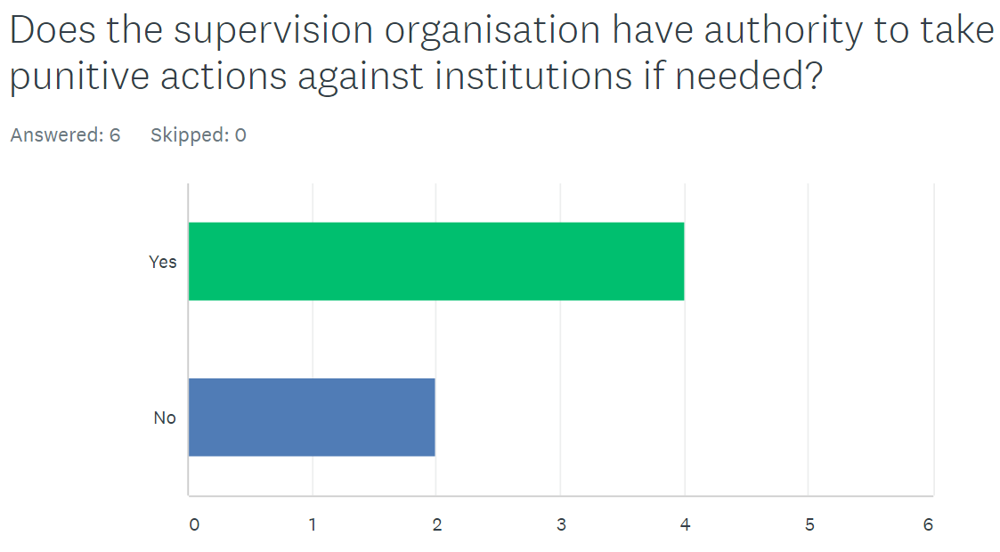 Does the supervision organisation have authority to take
punitive actions against institutions if needed?
Answered: 6 Skipped: 0
Yes
No
0 1 2 3 4 5 6